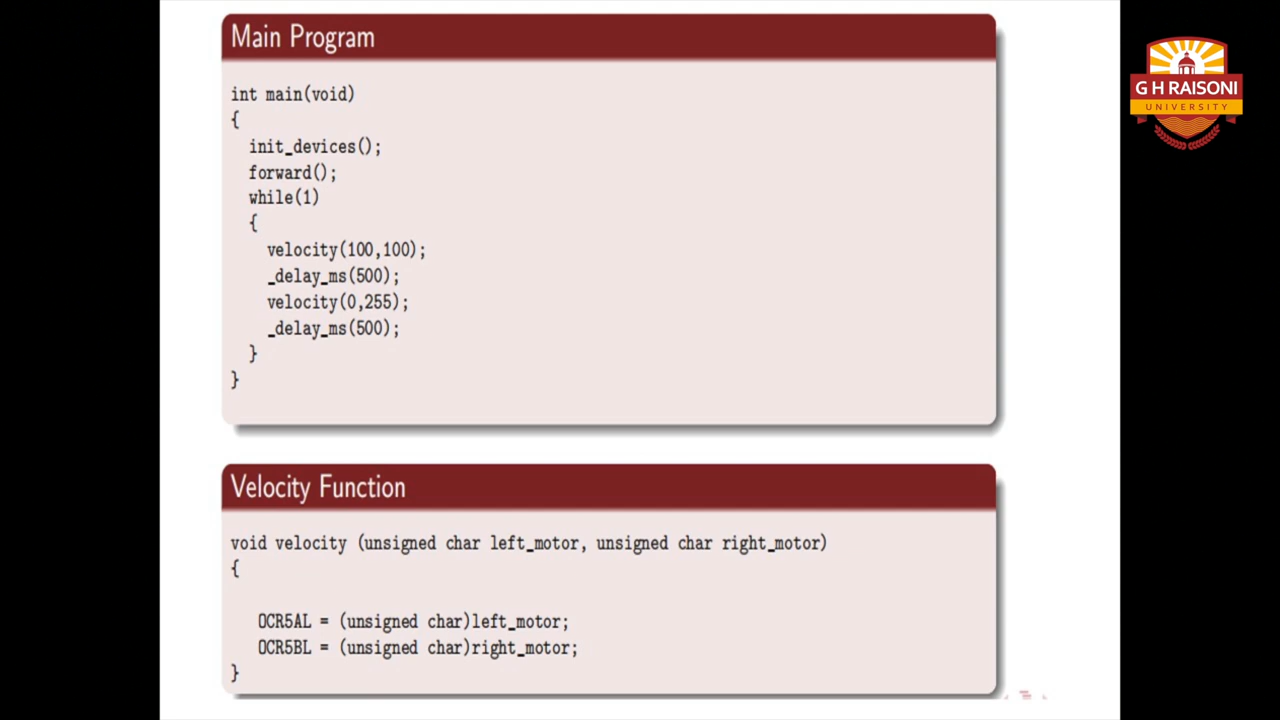 Main Program
int main(void)
{
init_devices();
forward();
while(1)
{
velocity(100,100);
_delay_ms(500);
velocity(0,255);
_delay_ms(500);
}
}
Velocity Function
void velocity (unsigned char left_motor, unsigned char right_motor)
{
OCR5AL = (unsigned char)left_motor;
OCR5BL = (unsigned char)right_motor;
}
G H RAISONI
UNIVERSITY